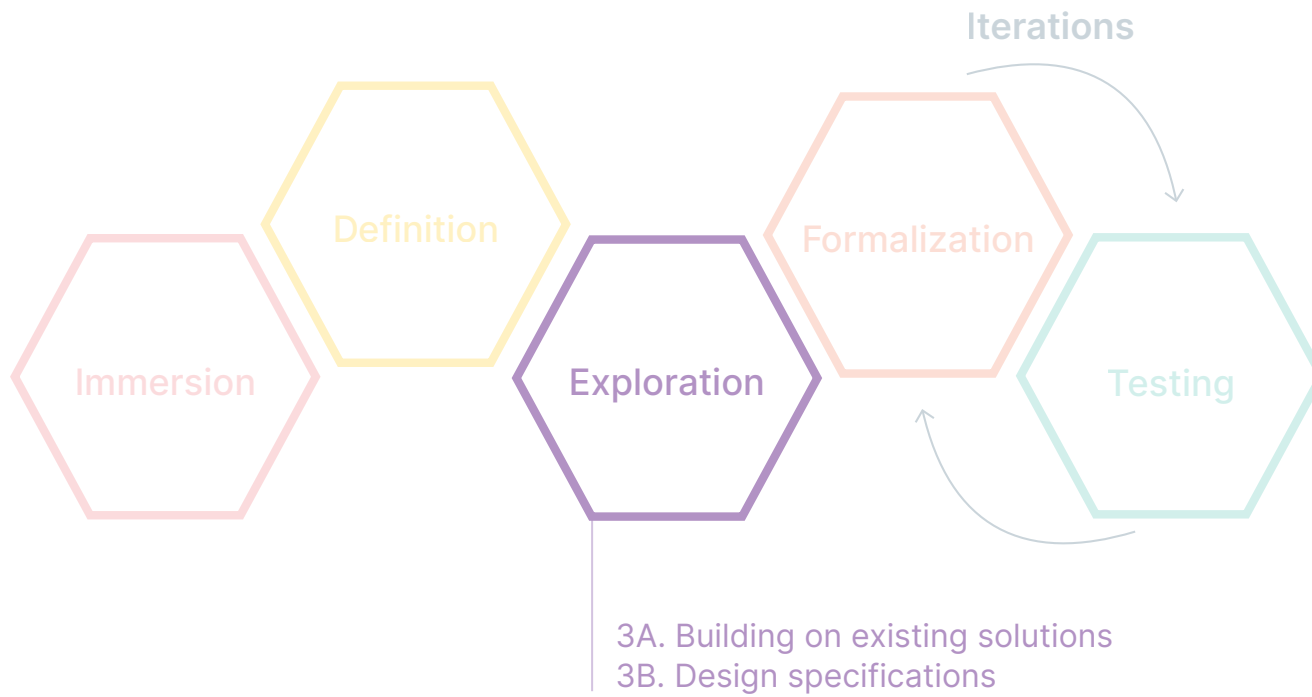 Iterations
Definition
Formalization
Immersion
Exploration
Testing
3A. Building on existing solutions
3B. Design specifications